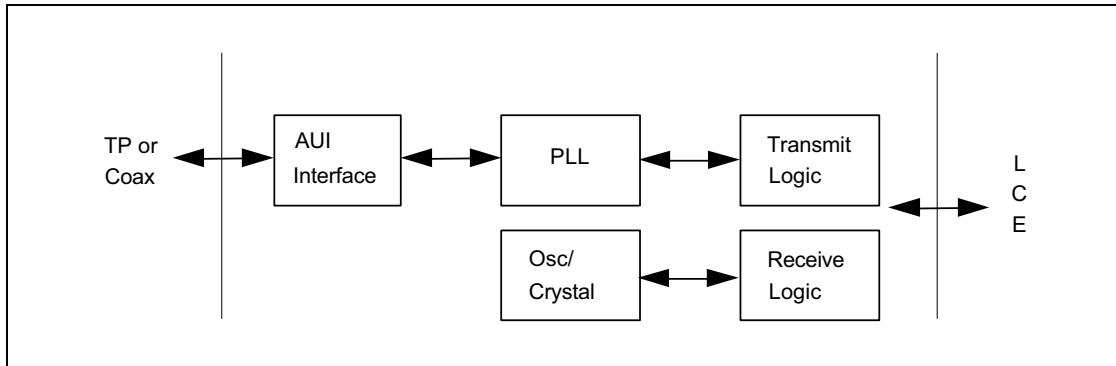 TP or
Coax
AUI
Interface
PLL
Transmit
Logic
Osc/
Crystal
Receive
Logic
L
C
E